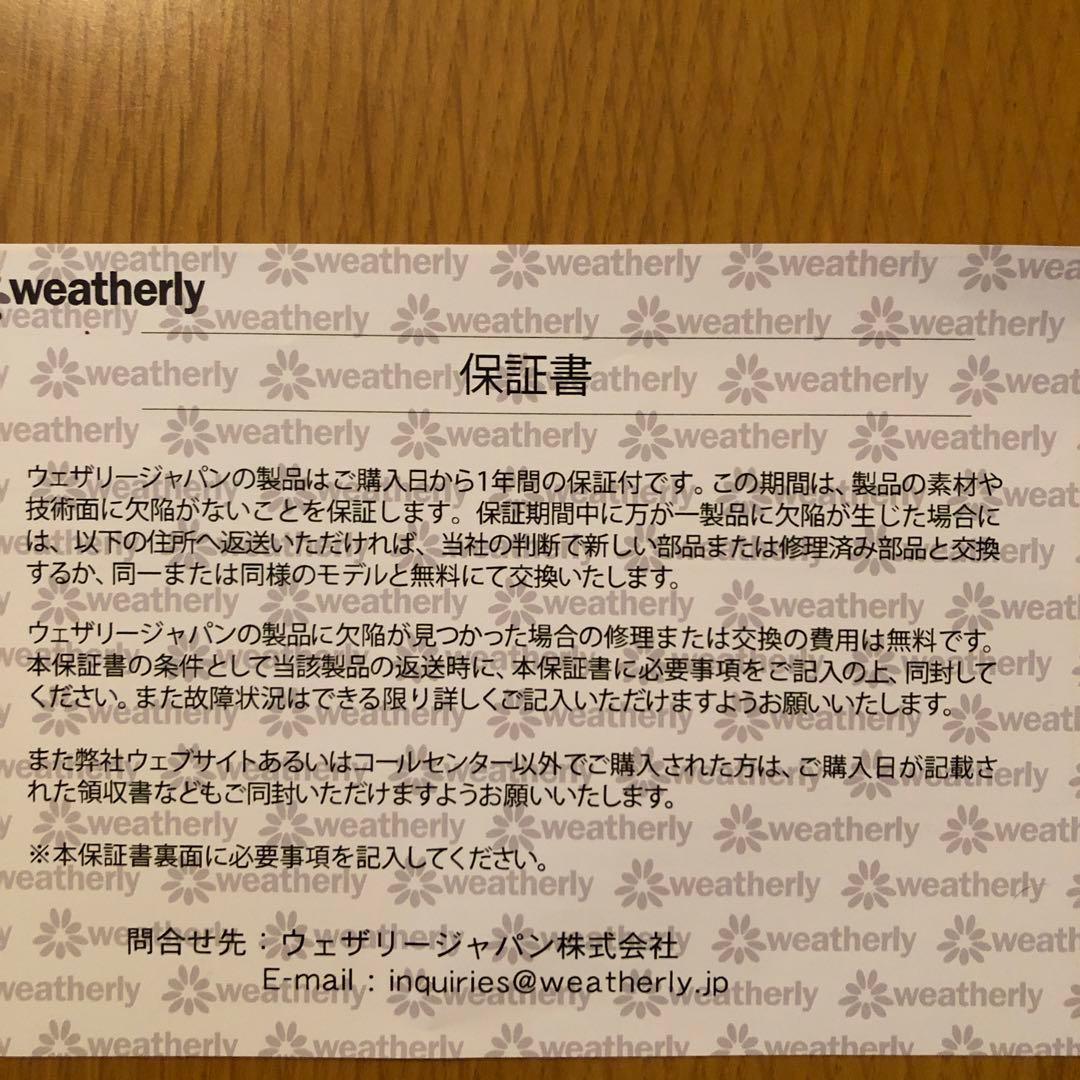 weatherly
保証書
ウェザリージャパンの製品はご購入日から1年間の保証付です。この期間は、製品の素材や
技術面に欠陥がないことを保証します。保証期間中に万が一製品に欠陥が生じた場合に
は、以下の住所へ返送いただければ、当社の判断で新しい部品または修理済み部品と交換
するか、同一または同様のモデルと無料にて交換いたします。
ウェザリージャパンの製品に欠陥が見つかった場合の修理または交換の費用は無料です。
本保証書の条件として当該製品の返送時に、本保証書に必要事項をご記入の上、同封して
ください。また故障状況はできる限り詳しくご記入いただけますようお願いいたします。
また弊社ウェブサイトあるいはコールセンター以外でご購入された方は、ご購入日が記載さ
れた領収書などもご同封いただけますようお願いいたします。
※本保証書裏面に必要事項を記入してください。
問合せ先：ウェザリージャパン株式会社
E-mail : inquiries@weatherly.jp